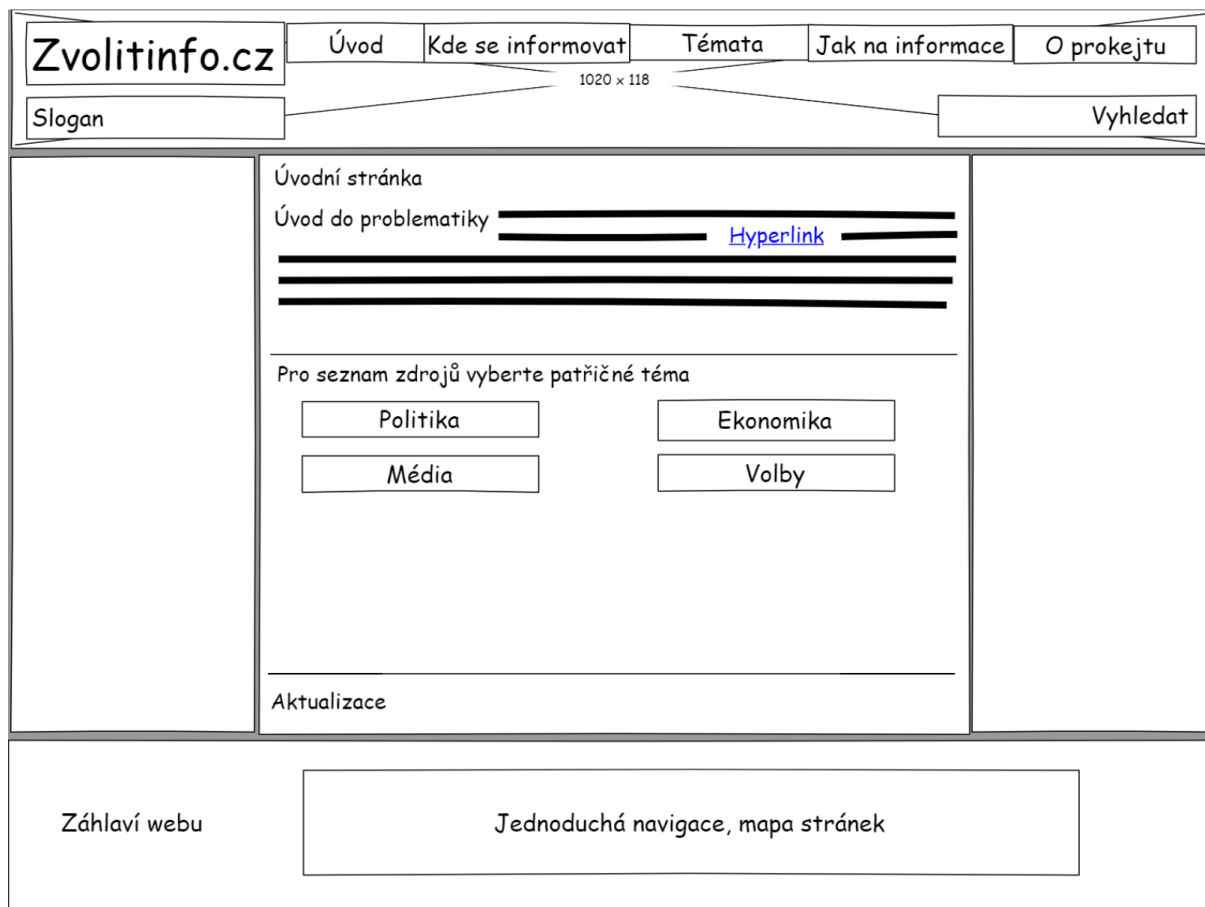 Zvolitinfo.cz
Úvod
Kde se informovat
Témata
Jak na informace
O prokejtu
1020 x 118
Slogan
Vyhledat
Úvodní stránka
Úvod do problematiky
Hyperlink
Pro seznam zdrojů vyberte patřičné téma
Politika
Ekonomika
Média
Volby
Aktualizace
Záhlaví webu
Jednoduchá navigace, mapa stránek